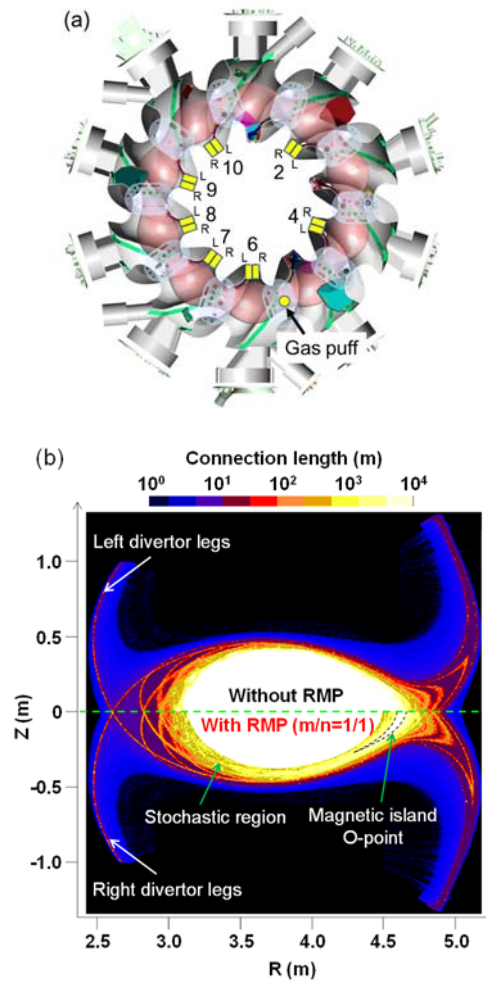 (a)
L
R
10
L
R
2
L
R
9
L
R
4
L
R
8
L
R
7
L
R
6
Gas puff
(b)
Connection length (m)
10⁰ 10¹ 10² 10³ 10⁴
Left divertor legs
1.0
0.5
Without RMP
0
With RMP (m/n=1/1)
Z (m)
-0.5
Stochastic region
Magnetic island
O-point
-1.0
Right divertor legs
2.5 3.0 3.5 4.0 4.5 5.0
R (m)